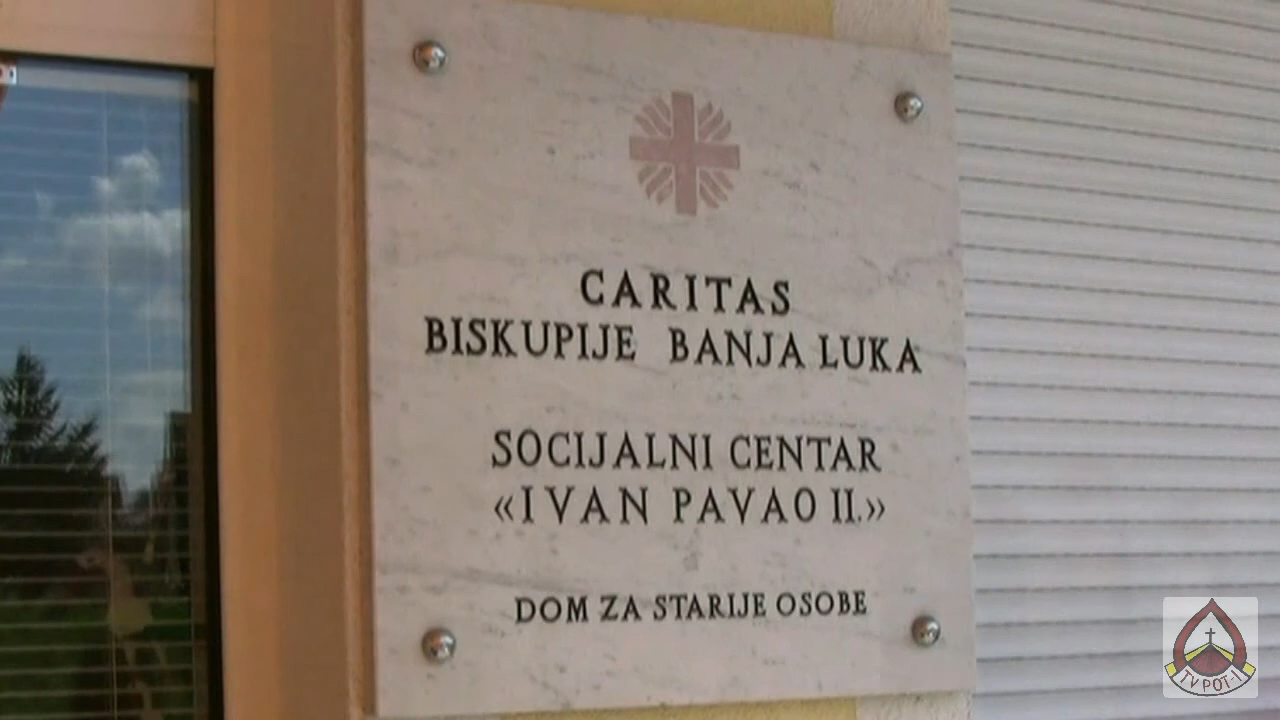 CARITAS
BISKUPIJE BANJA LUKA
SOCIJALNI CENTAR
«IVAN PAVAO II.»
DOM ZA STARIJE OSOBE
TV POT-1